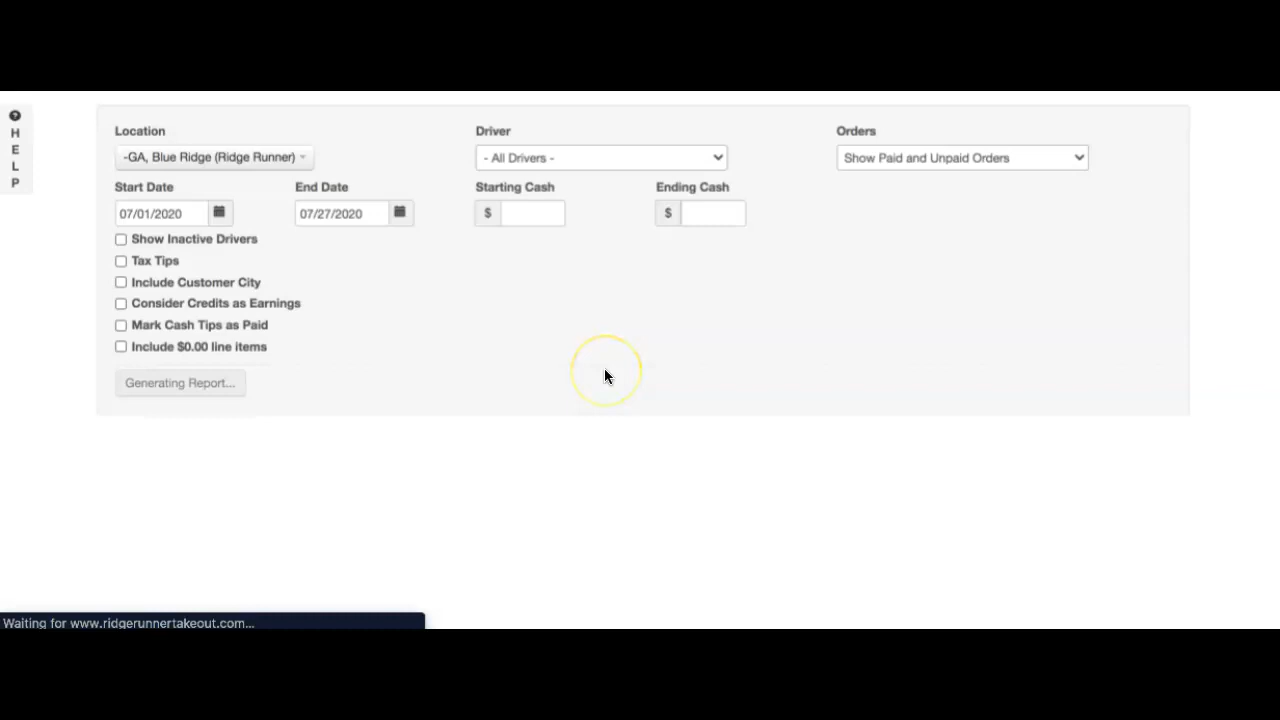 H
E
L
P
Location
Driver
Orders
-GA, Blue Ridge (Ridge Runner)
- All Drivers -
Show Paid and Unpaid Orders
Start Date
End Date
Starting Cash
Ending Cash
07/01/2020
07/27/2020
$
$
Show Inactive Drivers
Tax Tips
Include Customer City
Consider Credits as Earnings
Mark Cash Tips as Paid
Include $0.00 line items
Generating Report...
Waiting for www.ridgerunnertakeout.com...